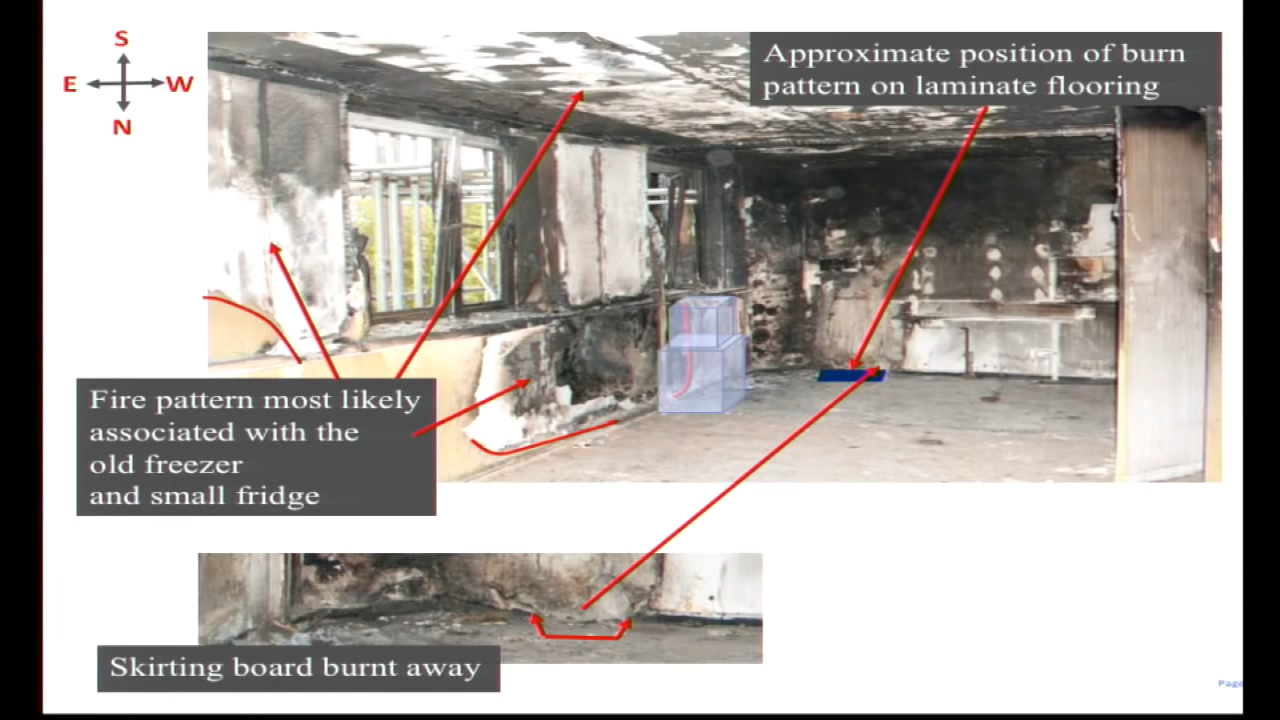 S
E W
N
Approximate position of burn
pattern on laminate flooring
Fire pattern most likely
associated with the
old freezer
and small fridge
Skirting board burnt away
Page